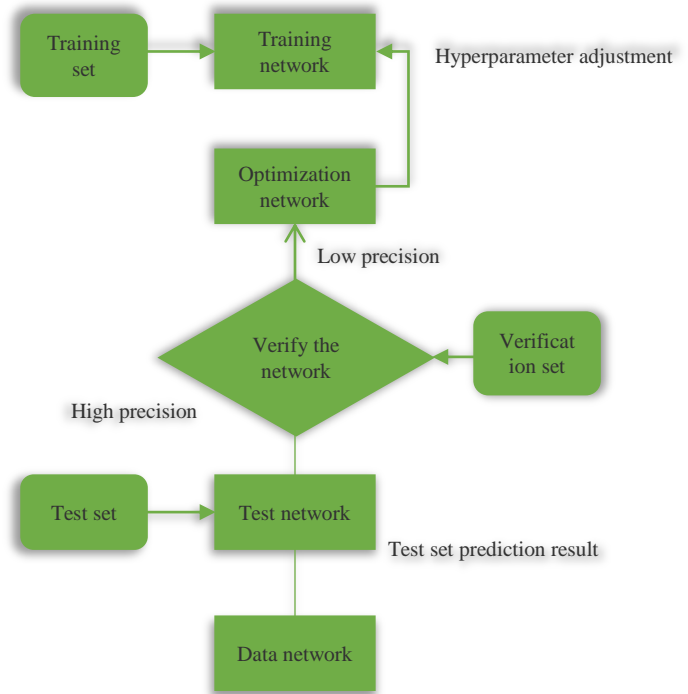 Training
set
Training
network
Hyperparameter adjustment
Optimization
network
Low precision
Verify the
network
Verificat
ion set
High precision
Test set
Test network
Test set prediction result
Data network